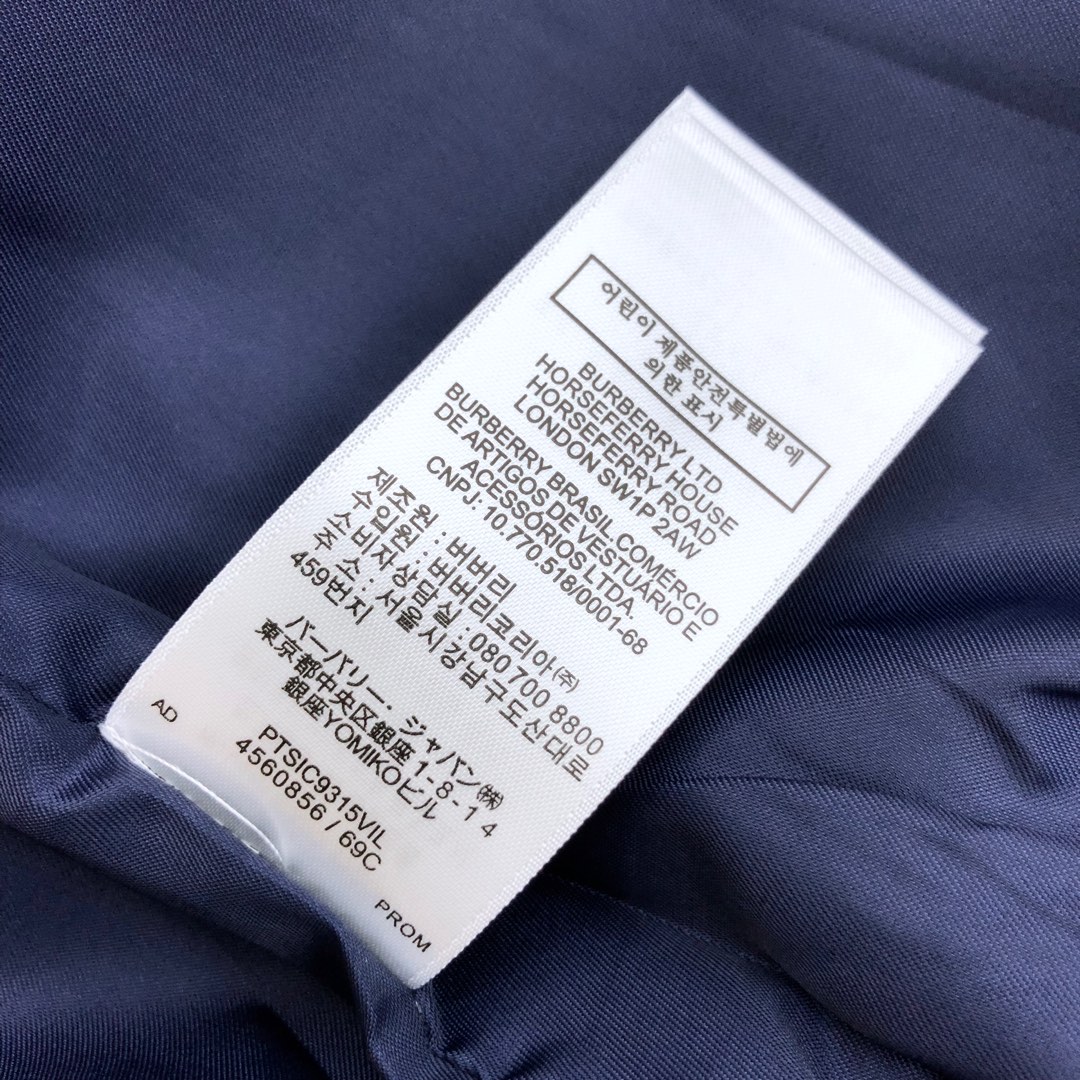 어린이제품안전특별법에
의한 표시
BURBERRY LTD
HORSEFERRY HOUSE
HORSEFERRY ROAD
LONDON SW1P 2AW
BURBERRY BRASIL COMERCIO
DE ARTIGOS DE VESTUÁRIO E
ACESSÓRIOS LTDA.
CNPJ: 10.770.518/0001-68
제조원 : 버버리
수입원 : 버버리코리아(주)
소비자상담실 : 080 700 8800
주 소 : 서울시강남구도산대로
459번지
バーバリー・ジャパン㈱
東京都中央区銀座1-8-14
銀座YOMIKOビル
PTSIC9315VIL
4560856 / 69C
AD
PROM